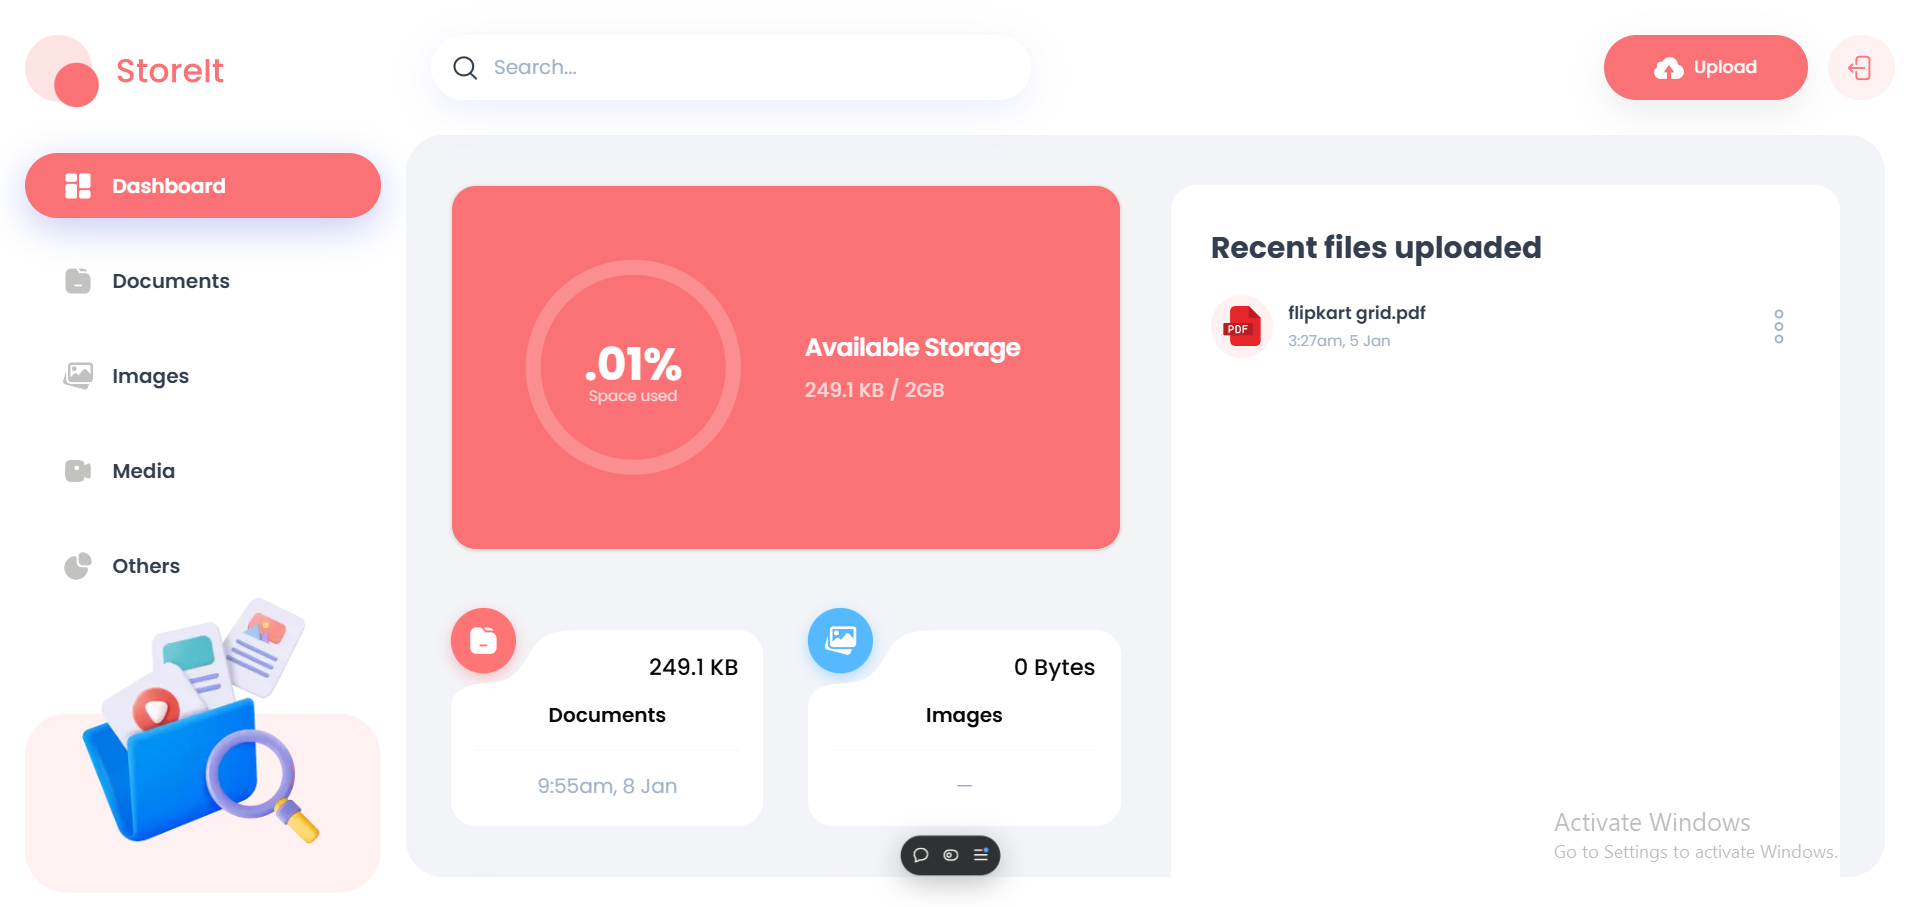 StoreIt
Search...
Upload
Dashboard
Documents
Images
Media
Others
.01%
Space used
Available Storage
249.1 KB / 2GB
249.1 KB
Documents
9:55am, 8 Jan
0 Bytes
Images
—
Recent files uploaded
PDF
flipkart grid.pdf
3:27am, 5 Jan
Activate Windows
Go to Settings to activate Windows.